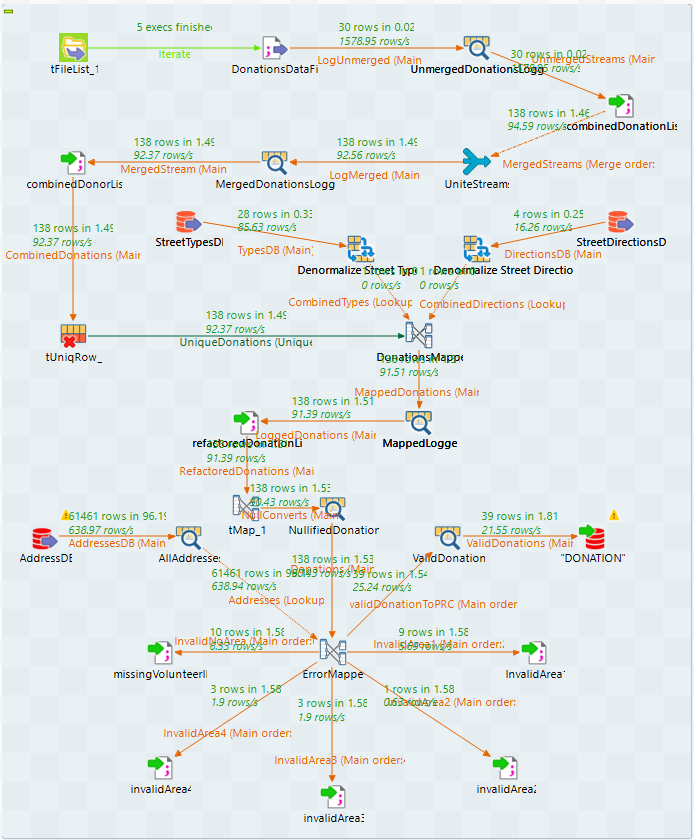 5 execs finished
Iterate
30 rows in 0.02
1578.95 rows/s
LogUnmerged (Main
tFileList_1
DonationsDataFi
UnmergedDonationsLogg
30 rows in 0.02
UnmergedStreams (Main
combinedDonationLis
138 rows in 1.46
94.59 rows/s
MergedStreams (Merge order:
138 rows in 1.49
92.37 rows/s
MergedStream (Main
138 rows in 1.49
92.56 rows/s
LogMerged (Main
combinedDonorLis
MergedDonationsLogg
UniteStreams
138 rows in 1.49
92.37 rows/s
CombinedDonations (Main
28 rows in 0.33
85.63 rows/s
TypesDB (Main)
4 rows in 0.25
16.26 rows/s
DirectionsDB (Main
StreetTypesDB
StreetDirectionsD
Denormalize Street Typ
Denormalize Street Directio
0 rows/s
0 rows/s
CombinedTypes (Lookup
CombinedDirections (Lookup
138 rows in 1.49
92.37 rows/s
UniqueDonations (Unique
tUniqRow_
DonationsMappe
91.51 rows/s
MappedDonations (Main
138 rows in 1.51
91.39 rows/s
LoggedDonations (Main
refactoredDonationLi
MappedLogge
91.39 rows/s
RefactoredDonations (Mai
138 rows in 1.53
90.43 rows/s
NullConverts (Main
tMap_1
NullifiedDonation
61461 rows in 96.19
638.97 rows/s
AddressesDB (Main
39 rows in 1.81
21.55 rows/s
ValidDonations (Main
AddressDB
AllAddresses
ValidDonation
"DONATION"
138 rows in 1.53
90.43 rows/s
Donations (Main
61461 rows in 96
638.94 rows/s
Addresses (Lookup
39 rows in 1.54
25.24 rows/s
validDonationToPRC (Main order
10 rows in 1.58
6.33 rows/s
InvalidNoArea (Main order:
9 rows in 1.58
5.69 rows/s
InvalidArea1 (Main order:
missingVolunteerI
ErrorMappe
InvalidArea1
3 rows in 1.58
1.9 rows/s
InvalidArea4 (Main order:
3 rows in 1.58
1.9 rows/s
InvalidArea3 (Main order:
1 rows in 1.58
0.63 rows/s
InvalidArea2 (Main order:
invalidArea4
invalidArea2
invalidArea3